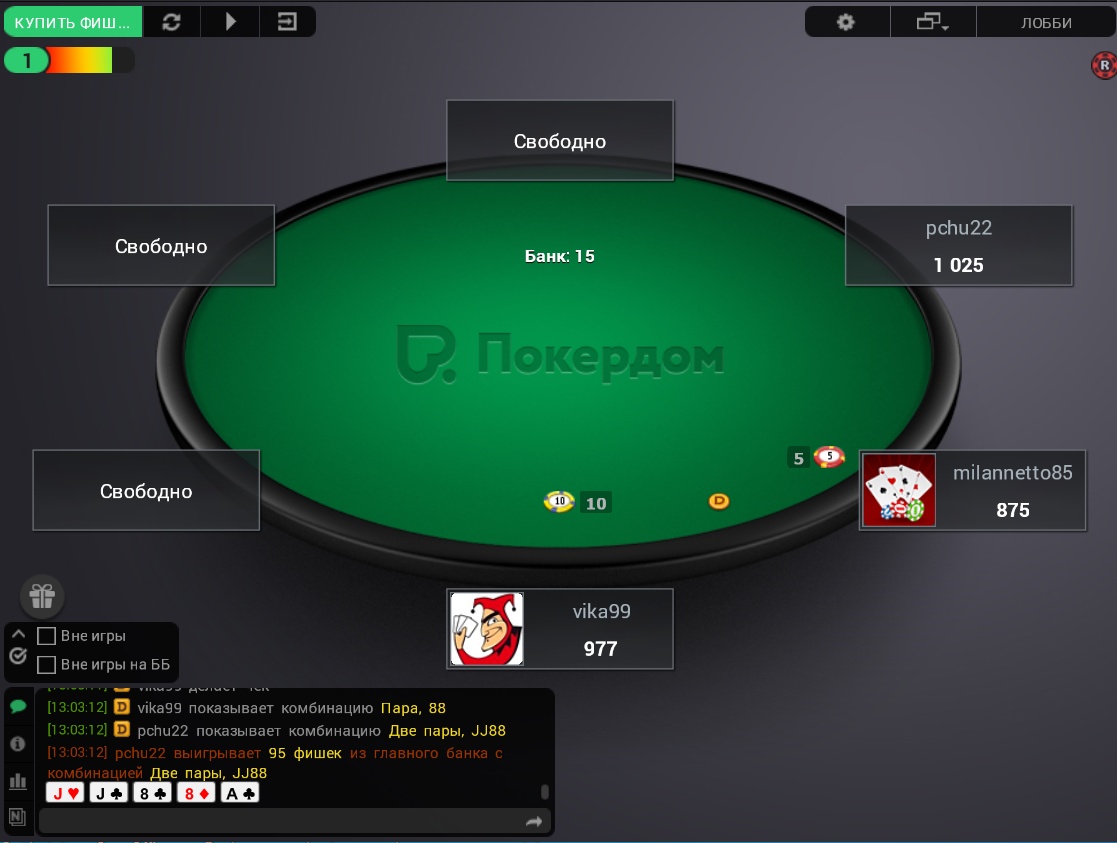 КУПИТЬ ФИШ...
ЛОББИ
1
R
Свободно
Свободно
pchu22
1 025
Банк: 15
Покердом
Свободно
5 5
milannetto85
875
10 10
D
vika99
977
Вне игры
Вне игры на ББ
[13:03:12] D vika99 показывает комбинацию Пара, 88
[13:03:12] D pchu22 показывает комбинацию Две пары, JJ88
[13:03:12] pchu22 выигрывает 95 фишек из главного банка с
комбинацией Две пары, JJ88
J♥ J♣ 8♣ 8♦ A♣